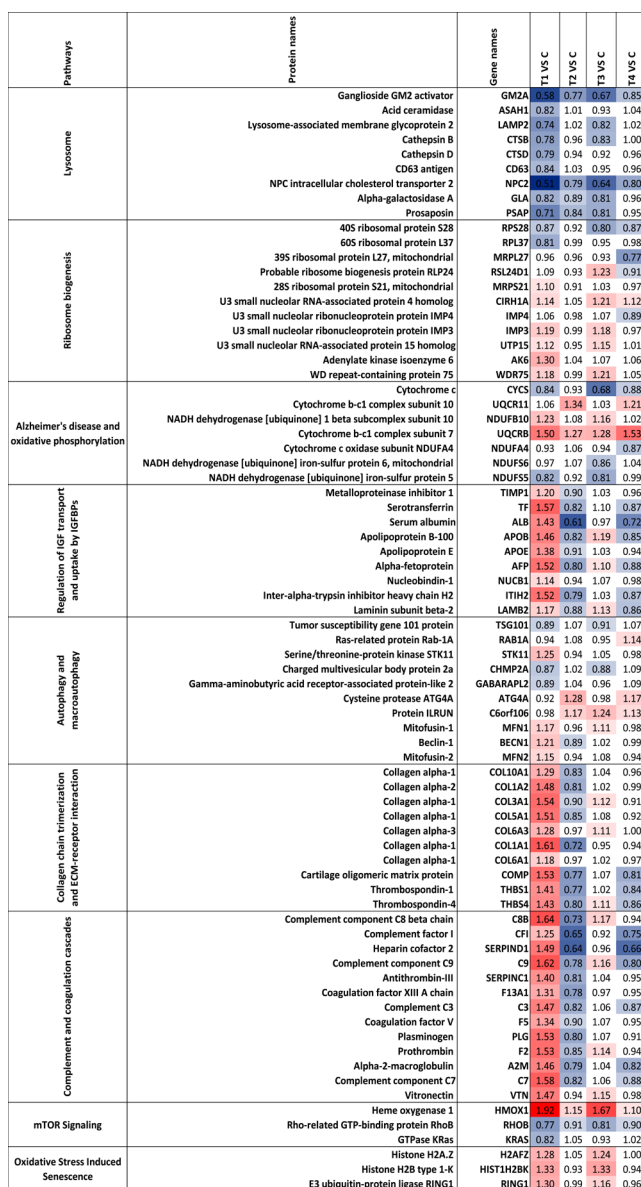 Pathways Protein names Gene names T1 VS C T2 VS C T3 VS C T4 VS C
Lysosome
Ganglioside GM2 activator GM2A 0.58 0.77 0.67 0.85
Acid ceramidase ASAH1 0.82 1.01 0.93 1.04
Lysosome-associated membrane glycoprotein 2 LAMP2 0.74 1.02 0.82 1.02
Cathepsin B CTSB 0.78 0.96 0.83 1.00
Cathepsin D CTSD 0.79 0.94 0.92 0.96
CD63 antigen CD63 0.84 1.03 0.95 0.96
NPC intracellular cholesterol transporter 2 NPC2 0.51 0.79 0.64 0.80
Alpha-galactosidase A GLA 0.82 0.89 0.81 0.96
Prosaposin PSAP 0.71 0.84 0.81 0.95
Ribosome biogenesis
40S ribosomal protein S28 RPS28 0.87 0.92 0.80 0.87
60S ribosomal protein L37 RPL37 0.81 0.99 0.95 0.98
39S ribosomal protein L27, mitochondrial MRPL27 0.96 0.96 0.93 0.77
Probable ribosome biogenesis protein RLP24 RSL24D1 1.09 0.93 1.23 0.91
28S ribosomal protein S21, mitochondrial MRPS21 1.10 0.91 1.03 0.97
U3 small nucleolar RNA-associated protein 4 homolog CIRH1A 1.14 1.05 1.21 1.12
U3 small nucleolar ribonucleoprotein protein IMP4 IMP4 1.06 0.98 1.07 0.89
U3 small nucleolar ribonucleoprotein protein IMP3 IMP3 1.19 0.99 1.18 0.97
U3 small nucleolar RNA-associated protein 15 homolog UTP15 1.12 0.95 1.15 1.01
Adenylate kinase isoenzyme 6 AK6 1.30 1.04 1.07 1.06
WD repeat-containing protein 75 WDR75 1.18 0.99 1.21 1.05
Alzheimer's disease and
oxidative phosphorylation
Cytochrome c CYCS 0.84 0.93 0.68 0.88
Cytochrome b-c1 complex subunit 10 UQCR11 1.06 1.34 1.03 1.21
NADH dehydrogenase [ubiquinone] 1 beta subcomplex subunit 10 NDUFB10 1.23 1.08 1.16 1.02
Cytochrome b-c1 complex subunit 7 UQCRB 1.50 1.27 1.28 1.53
Cytochrome c oxidase subunit NDUFA4 NDUFA4 0.93 1.06 0.94 0.87
NADH dehydrogenase [ubiquinone] iron-sulfur protein 6, mitochondrial NDUFS6 0.97 1.07 0.86 1.04
NADH dehydrogenase [ubiquinone] iron-sulfur protein 5 NDUFS5 0.82 0.92 0.81 0.99
Regulation of IGF transport
and uptake by IGFBPs
Metalloproteinase inhibitor 1 TIMP1 1.20 0.90 1.03 0.96
Serotransferrin TF 1.57 0.82 1.10 0.87
Serum albumin ALB 1.43 0.61 0.97 0.72
Apolipoprotein B-100 APOB 1.46 0.82 1.19 0.85
Apolipoprotein E APOE 1.38 0.91 1.03 0.94
Alpha-fetoprotein AFP 1.52 0.80 1.10 0.88
Nucleobindin-1 NUCB1 1.14 0.94 1.07 0.98
Inter-alpha-trypsin inhibitor heavy chain H2 ITIH2 1.52 0.79 1.03 0.87
Laminin subunit beta-2 LAMB2 1.17 0.88 1.13 0.86
Autophagy and
macroautophagy
Tumor susceptibility gene 101 protein TSG101 0.89 1.07 0.91 1.07
Ras-related protein Rab-1A RAB1A 0.94 1.08 0.95 1.14
Serine/threonine-protein kinase STK11 STK11 1.25 0.94 1.05 0.98
Charged multivesicular body protein 2a CHMP2A 0.87 1.02 0.88 1.09
Gamma-aminobutyric acid receptor-associated protein-like 2 GABARAPL2 0.89 1.04 0.96 1.09
Cysteine protease ATG4A ATG4A 0.92 1.28 0.98 1.17
Protein ILRUN C6orf106 0.98 1.17 1.24 1.13
Mitofusin-1 MFN1 1.17 0.96 1.11 0.98
Beclin-1 BECN1 1.21 0.89 1.02 0.99
Mitofusin-2 MFN2 1.15 0.94 1.08 0.94
Collagen chain trimerization
and ECM-receptor interaction
Collagen alpha-1 COL10A1 1.29 0.83 1.04 0.96
Collagen alpha-2 COL1A2 1.48 0.81 1.02 0.99
Collagen alpha-1 COL3A1 1.54 0.90 1.12 0.91
Collagen alpha-1 COL5A1 1.51 0.85 1.08 0.92
Collagen alpha-3 COL6A3 1.28 0.97 1.11 1.00
Collagen alpha-1 COL1A1 1.61 0.72 0.95 0.94
Collagen alpha-1 COL6A1 1.18 0.97 1.02 0.97
Cartilage oligomeric matrix protein COMP 1.53 0.77 1.07 0.81
Thrombospondin-1 THBS1 1.41 0.77 1.02 0.84
Thrombospondin-4 THBS4 1.43 0.80 1.11 0.86
Complement and coagulation cascades
Complement component C8 beta chain C8B 1.64 0.73 1.17 0.94
Complement factor I CFI 1.25 0.65 0.92 0.75
Heparin cofactor 2 SERPIND1 1.49 0.64 0.96 0.66
Complement component C9 C9 1.62 0.78 1.16 0.80
Antithrombin-III SERPINC1 1.40 0.81 1.04 0.95
Coagulation factor XIII A chain F13A1 1.31 0.78 0.97 0.95
Complement C3 C3 1.47 0.82 1.06 0.87
Coagulation factor V F5 1.34 0.90 1.07 0.95
Plasminogen PLG 1.53 0.80 1.07 0.91
Prothrombin F2 1.53 0.85 1.14 0.94
Alpha-2-macroglobulin A2M 1.46 0.79 1.04 0.82
Complement component C7 C7 1.58 0.82 1.06 0.88
Vitronectin VTN 1.47 0.94 1.15 0.98
mTOR Signaling
Heme oxygenase 1 HMOX1 1.92 1.15 1.67 1.10
Rho-related GTP-binding protein RhoB RHOB 0.77 0.91 0.81 0.90
GTPase KRas KRAS 0.82 1.05 0.93 1.02
Oxidative Stress Induced
Senescence
Histone H2A.Z H2AFZ 1.28 1.05 1.24 1.00
Histone H2B type 1-K HIST1H2BK 1.33 0.93 1.33 0.94
E3 ubiquitin-protein ligase RING1 RING1 1.30 0.99 1.16 0.96